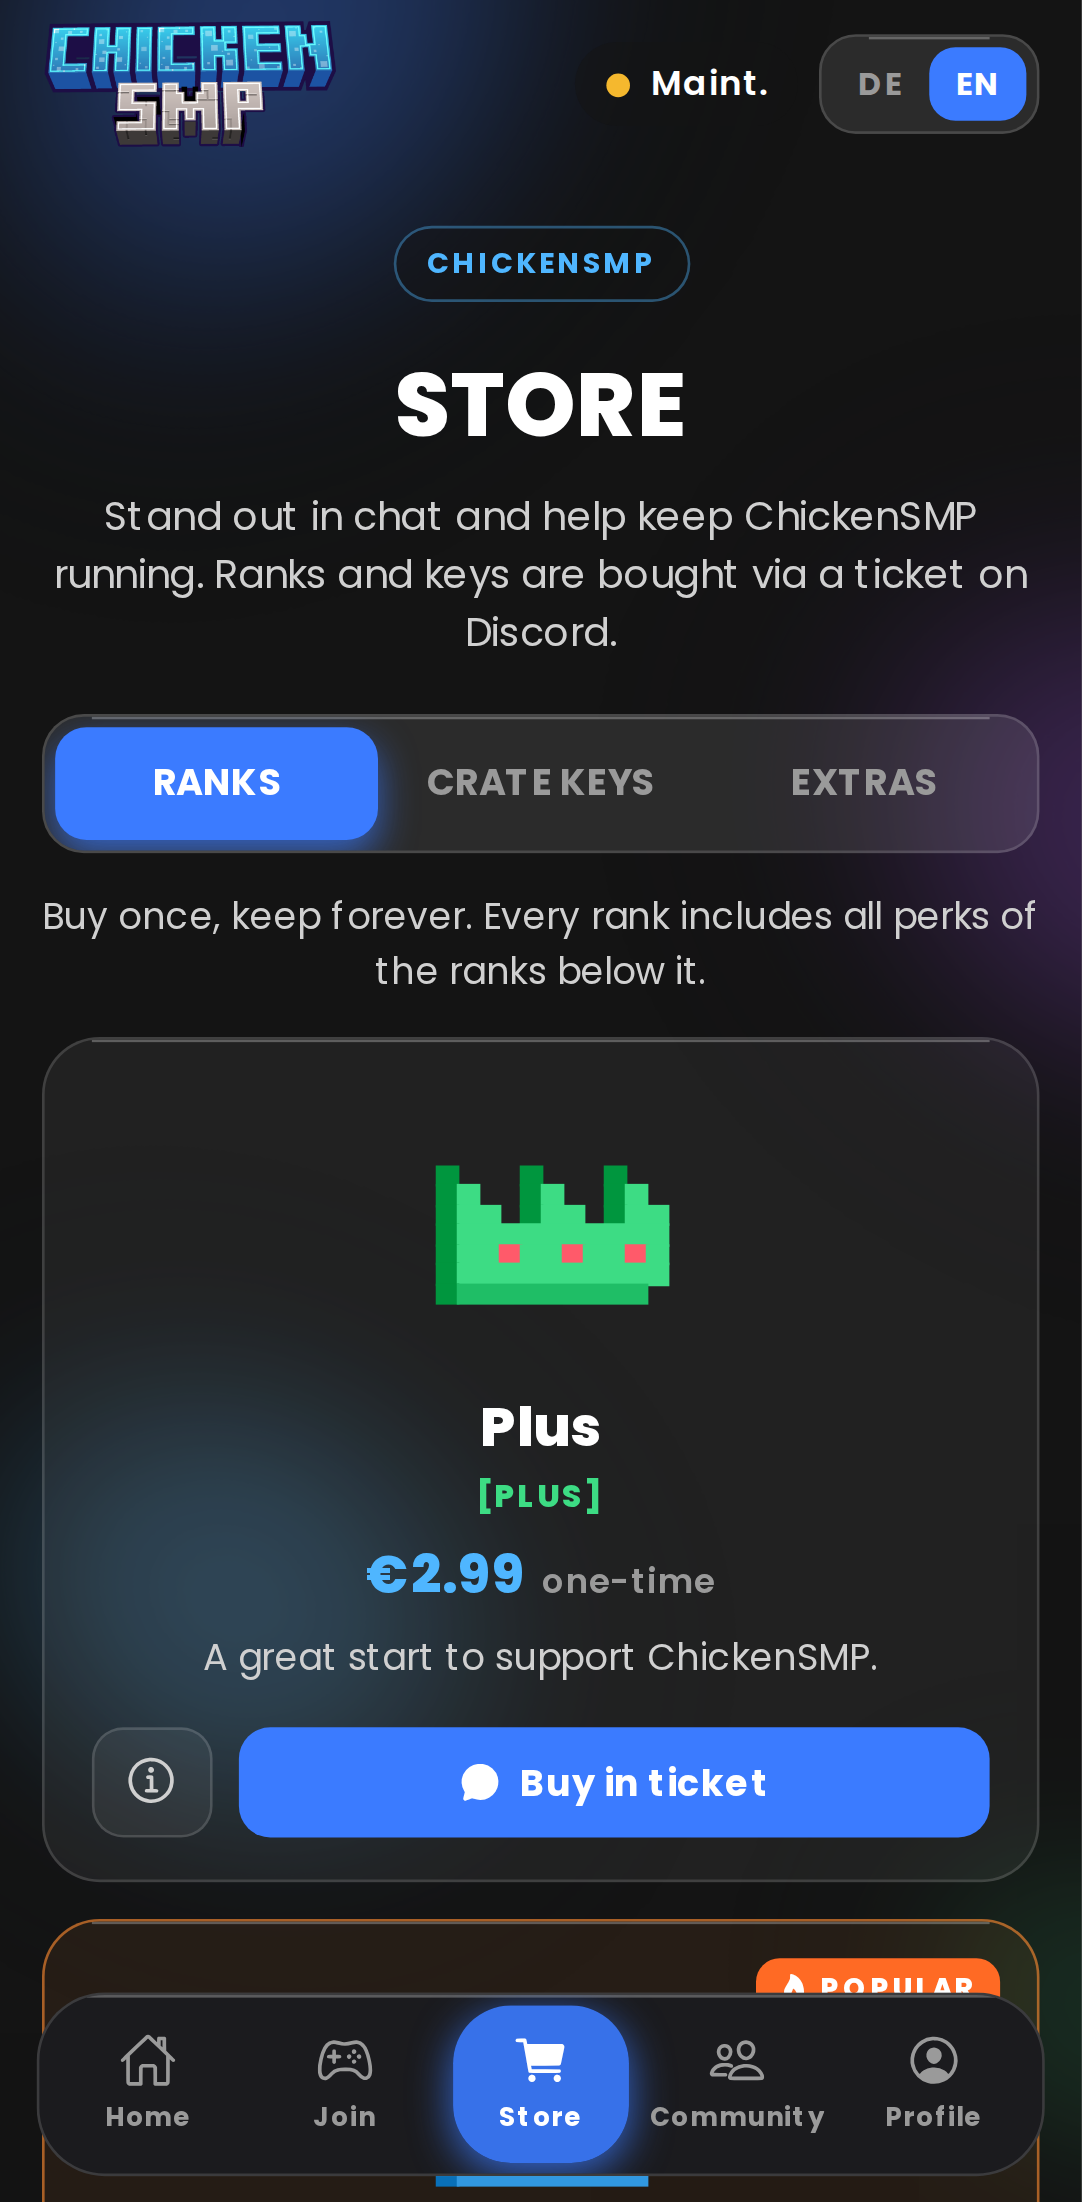 CHICKEN
SMP
Maint.
DE EN
CHICKENSMP
STORE
Stand out in chat and help keep ChickenSMP
running. Ranks and keys are bought via a ticket on
Discord.
RANKS CRATE KEYS EXTRAS
Buy once, keep forever. Every rank includes all perks of
the ranks below it.
Plus
[PLUS]
€2.99 one-time
A great start to support ChickenSMP.
Buy in ticket
POPULAR
Home Join Store Community Profile